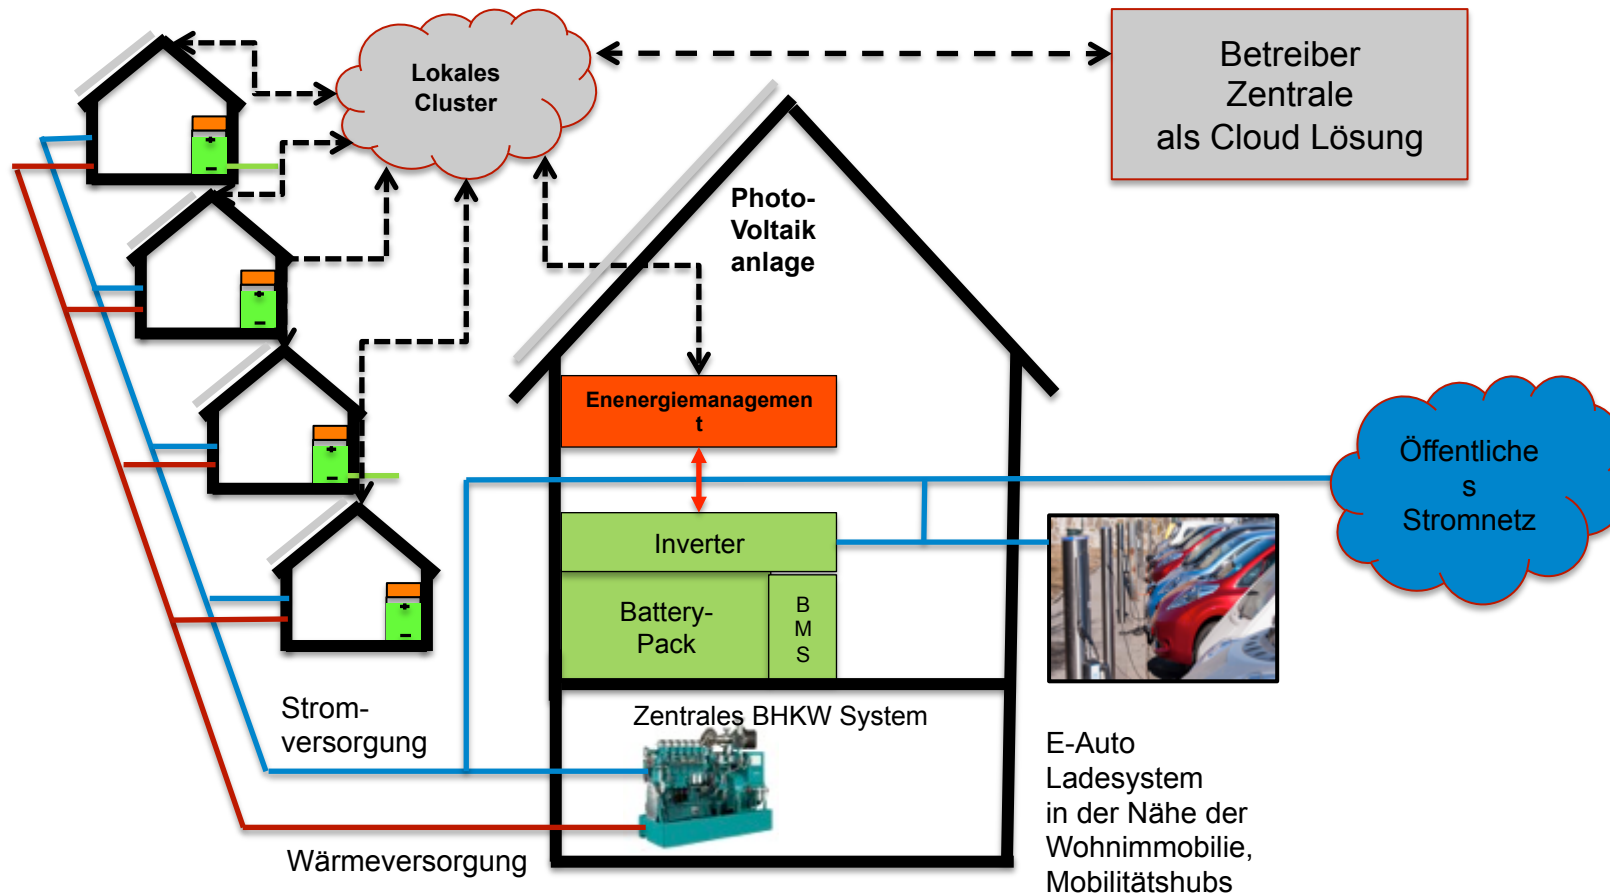 Lokales
Cluster
Betreiber
Zentrale
als Cloud Lösung
Photo-
Voltaik
anlage
Enenergiemanagemen
t
Öffentliche
s
Stromnetz
Inverter
Battery-
Pack
B
M
S
Strom-
versorgung
Zentrales BHKW System
E-Auto
Ladesystem
in der Nähe der
Wohnimmobilie,
Mobilitätshubs
Wärmeversorgung